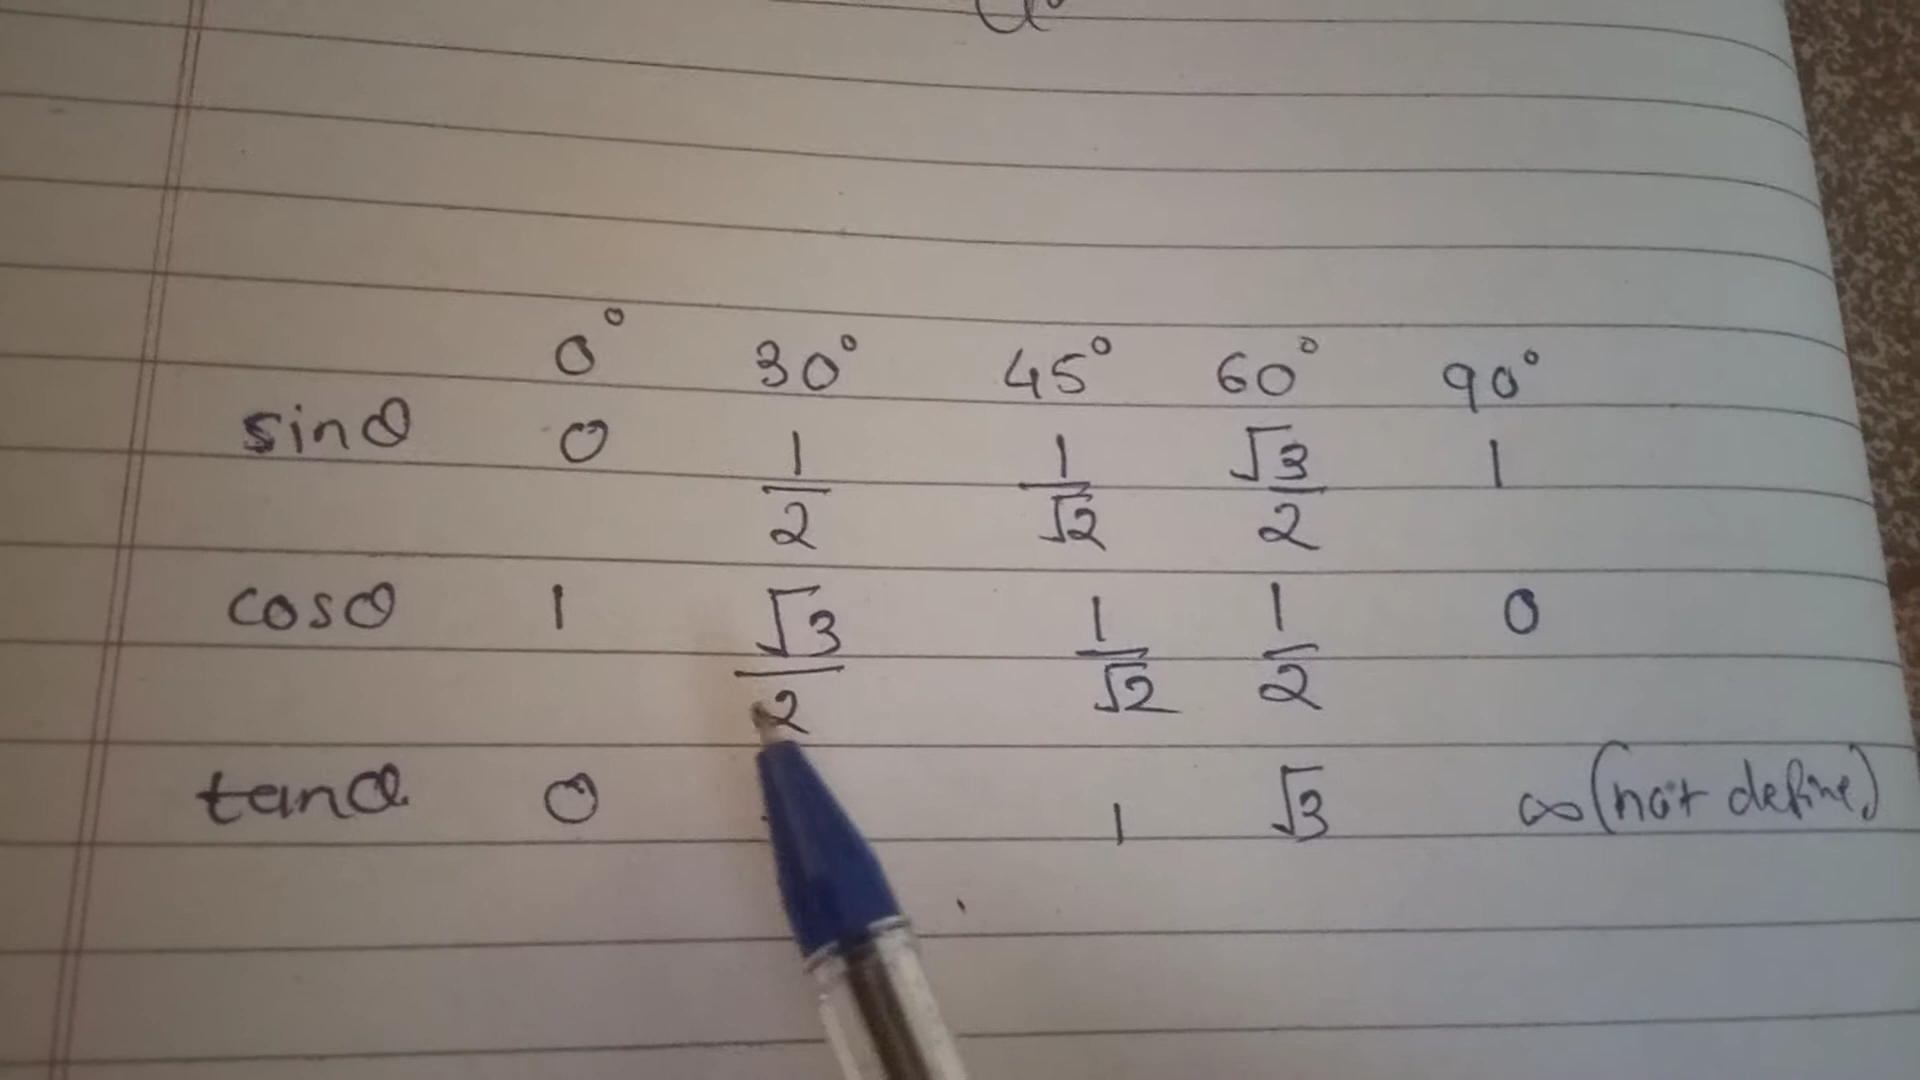 0° 30° 45° 60° 90°
sinθ 0 1/2 1/√2 √3/2 1
cosθ 1 √3/2 1/√2 1/2 0
tanθ 0 1 √3 ∞ (not define)